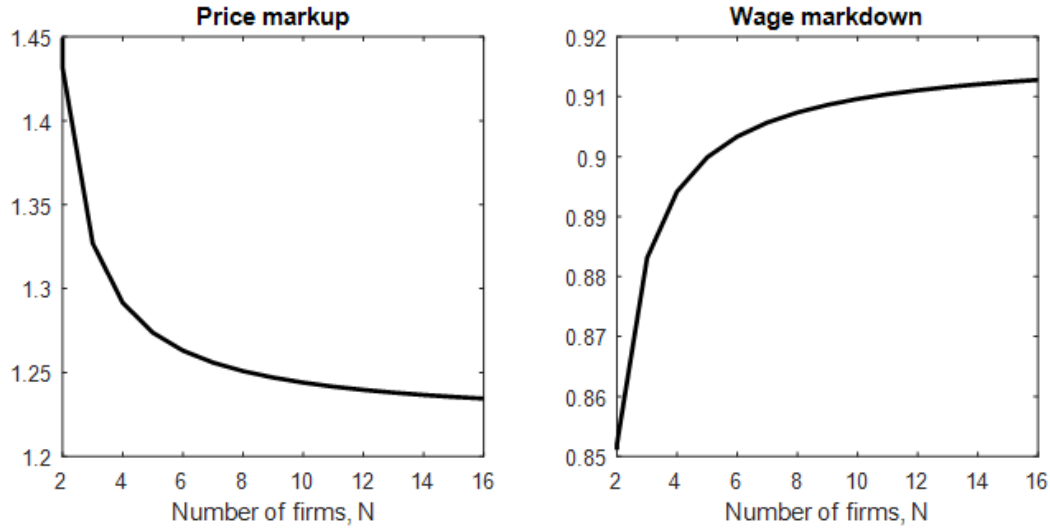 Price markup
1.45
1.4
1.35
1.3
1.25
1.2
2 4 6 8 10 12 14 16
Number of firms, N
Wage markdown
0.92
0.91
0.9
0.89
0.88
0.87
0.86
0.85
2 4 6 8 10 12 14 16
Number of firms, N